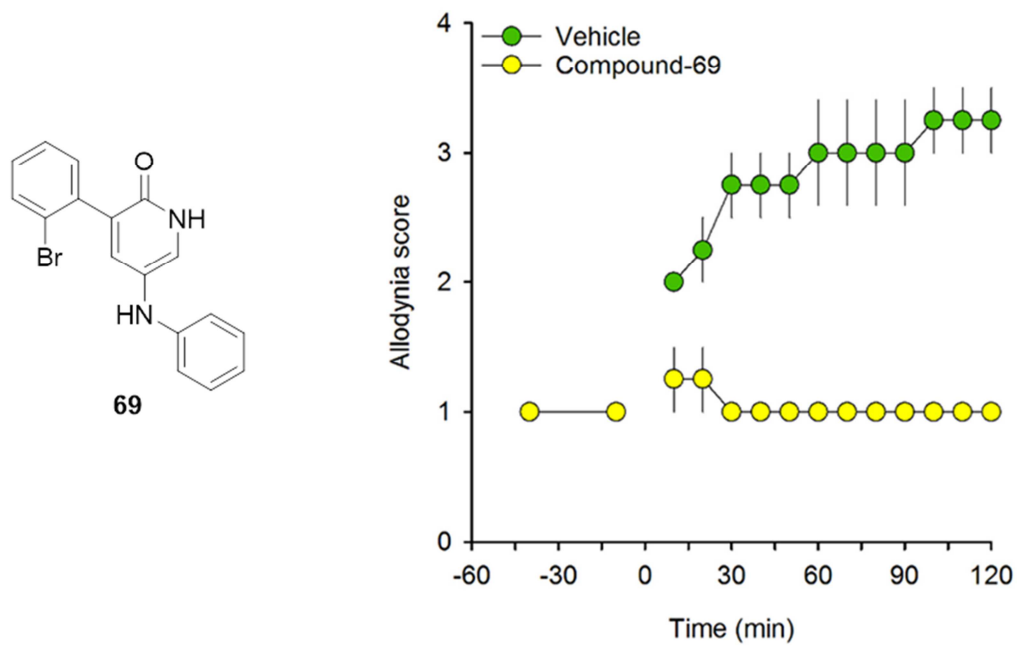 O
NH
Br
HN
69
Vehicle
Compound-69
Allodynia score
4
3
2
1
0
-60 -30 0 30 60 90 120
Time (min)